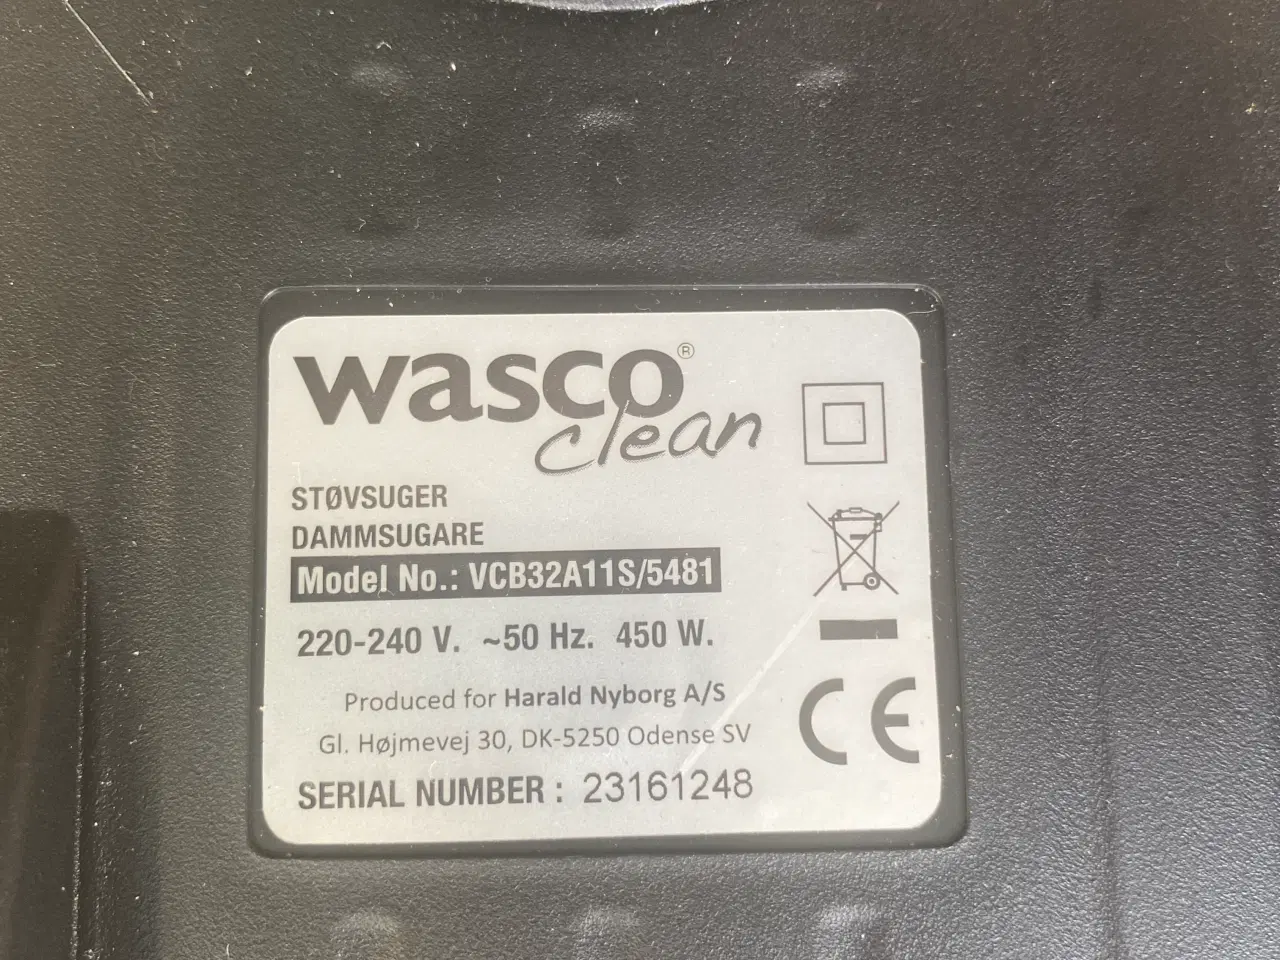 wasco®
clean
STØVSUGER
DAMMSUGARE
Model No.: VCB32A11S/5481
220-240 V. ~50 Hz. 450 W.
Produced for Harald Nyborg A/S
Gl. Højmevej 30, DK-5250 Odense SV
SERIAL NUMBER : 23161248
CE